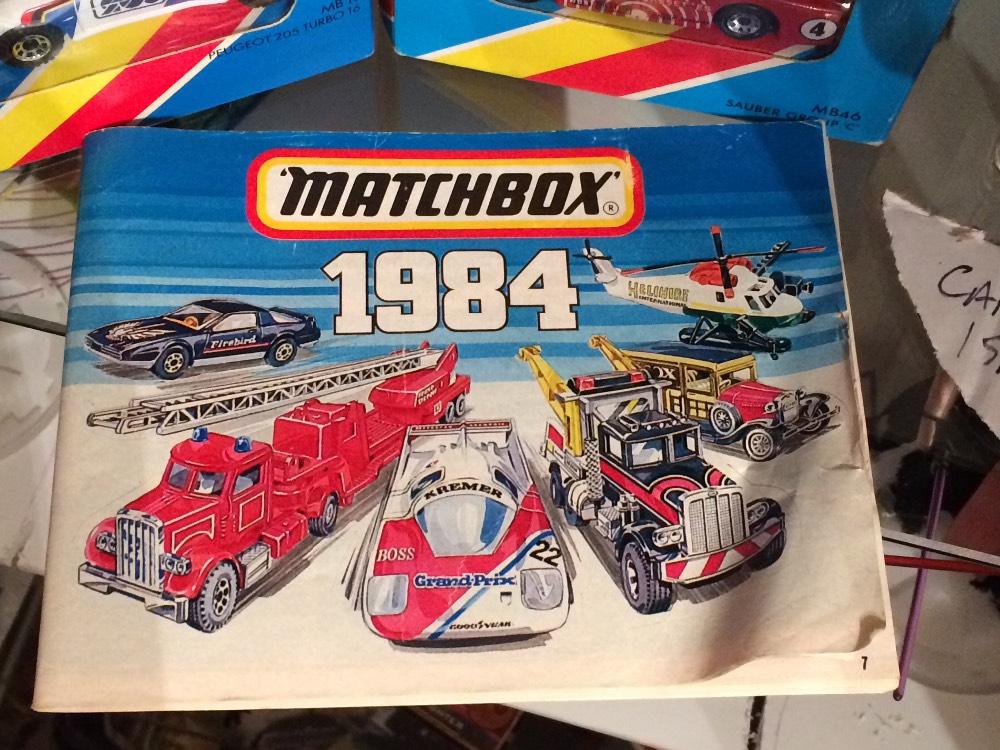 PEUGEOT 205 TURBO 16
4
MB46
SAUBER GROUP 'C'
'MATCHBOX'®
1984
HELIHIRE
Firebird
KREMER
BOSS
22
Grand Prix
GOODYEAR
7